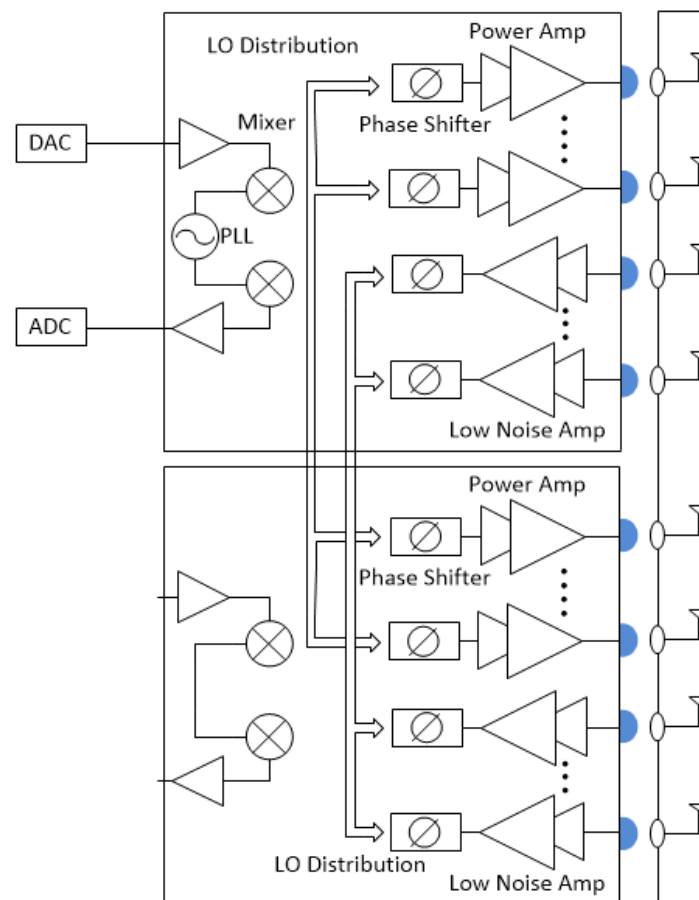 LO Distribution
Power Amp
Mixer
Phase Shifter
DAC
PLL
ADC
Low Noise Amp
Power Amp
Phase Shifter
LO Distribution
Low Noise Amp